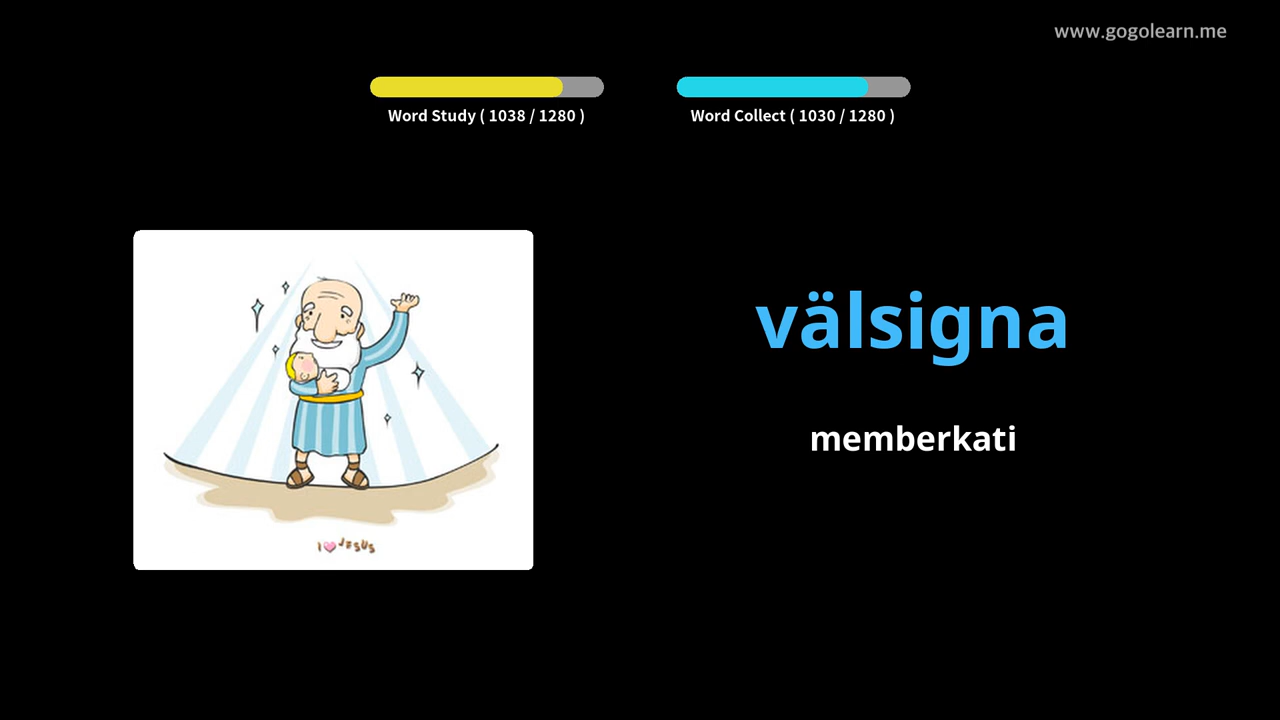 www.gogolearn.me
Word Study ( 1038 / 1280 )
Word Collect ( 1030 / 1280 )
välsigna
memberkati
I JESUS